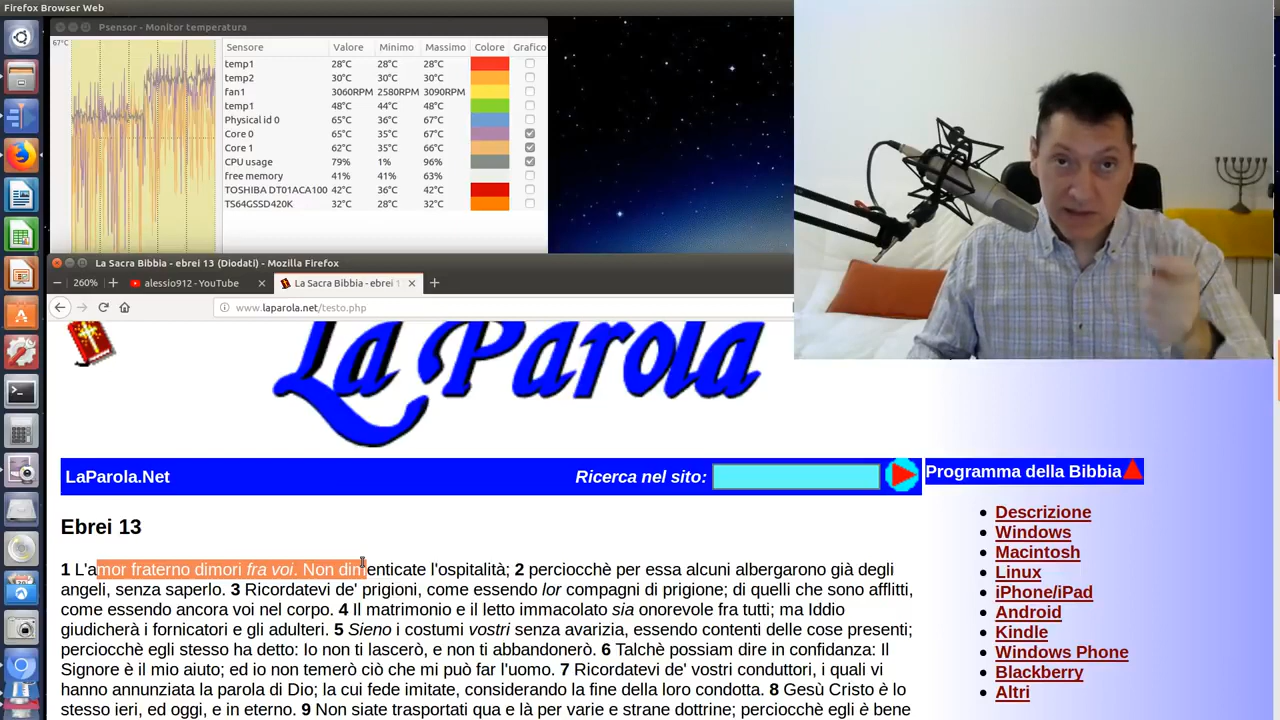 Firefox Browser Web
Psensor - Monitor temperatura
67°C
Sensore Valore Minimo Massimo Colore Grafico
temp1 28°C 28°C 28°C
temp2 30°C 30°C 30°C
fan1 3060RPM 2580RPM 3090RPM
temp1 48°C 44°C 48°C
Physical id 0 65°C 36°C 67°C
Core 0 65°C 35°C 67°C
Core 1 62°C 35°C 66°C
CPU usage 79% 1% 96%
free memory 41% 41% 63%
TOSHIBA DT01ACA100 42°C 36°C 42°C
TS64GSSD420K 32°C 28°C 32°C
La Sacra Bibbia - ebrei 13 (Diodati) - Mozilla Firefox
260% alessio912 - YouTube La Sacra Bibbia - ebrei 1
www.laparola.net/testo.php
La Parola
LaParola.Net Ricerca nel sito:
Programma della Bibbia
Descrizione
Windows
Macintosh
Linux
iPhone/iPad
Android
Kindle
Windows Phone
Blackberry
Altri
Ebrei 13
1 L'amor fraterno dimori fra voi. Non dimenticate l'ospitalità; 2 perciocchè per essa alcuni albergarono già degli
angeli, senza saperlo. 3 Ricordatevi de' prigioni, come essendo lor compagni di prigione; di quelli che sono afflitti,
come essendo ancora voi nel corpo. 4 Il matrimonio e il letto immacolato sia onorevole fra tutti; ma Iddio
giudicherà i fornicatori e gli adulteri. 5 Sieno i costumi vostri senza avarizia, essendo contenti delle cose presenti;
perciocchè egli stesso ha detto: Io non ti lascerò, e non ti abbandonerò. 6 Talchè possiam dire in confidanza: Il
Signore è il mio aiuto; ed io non temerò ciò che mi può far l'uomo. 7 Ricordatevi de' vostri conduttori, i quali vi
hanno annunziata la parola di Dio; la cui fede imitate, considerando la fine della loro condotta. 8 Gesù Cristo è lo
stesso ieri, ed oggi, e in eterno. 9 Non siate trasportati qua e là per varie e strane dottrine; perciocchè egli è bene